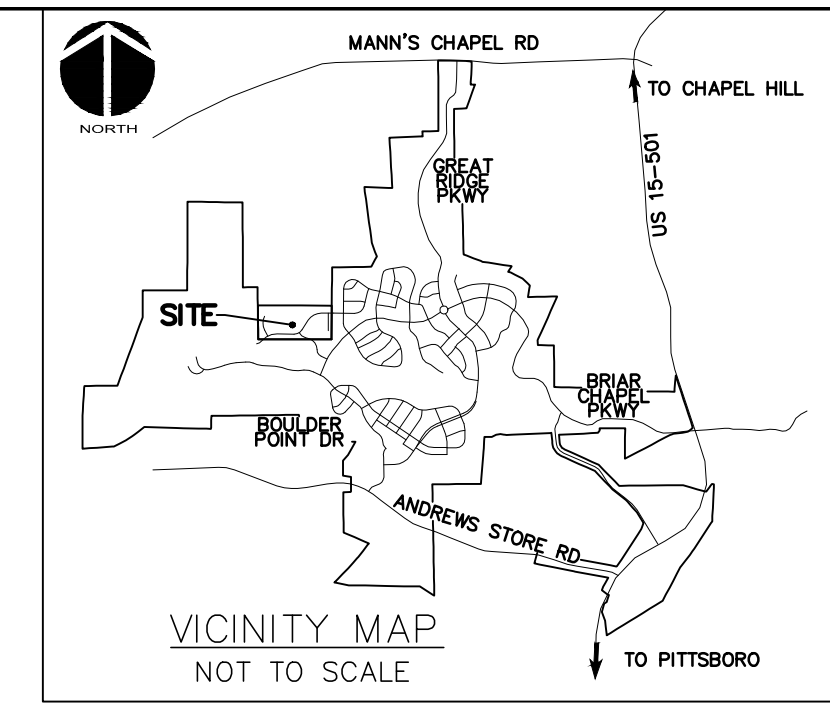 MANN'S CHAPEL RD
NORTH
TO CHAPEL HILL
US 15-501
GREAT
RIDGE
PKWY
SITE
BRIAR
CHAPEL
PKWY
BOULDER
POINT DR
ANDREWS STORE RD
VICINITY MAP
NOT TO SCALE
TO PITTSBORO